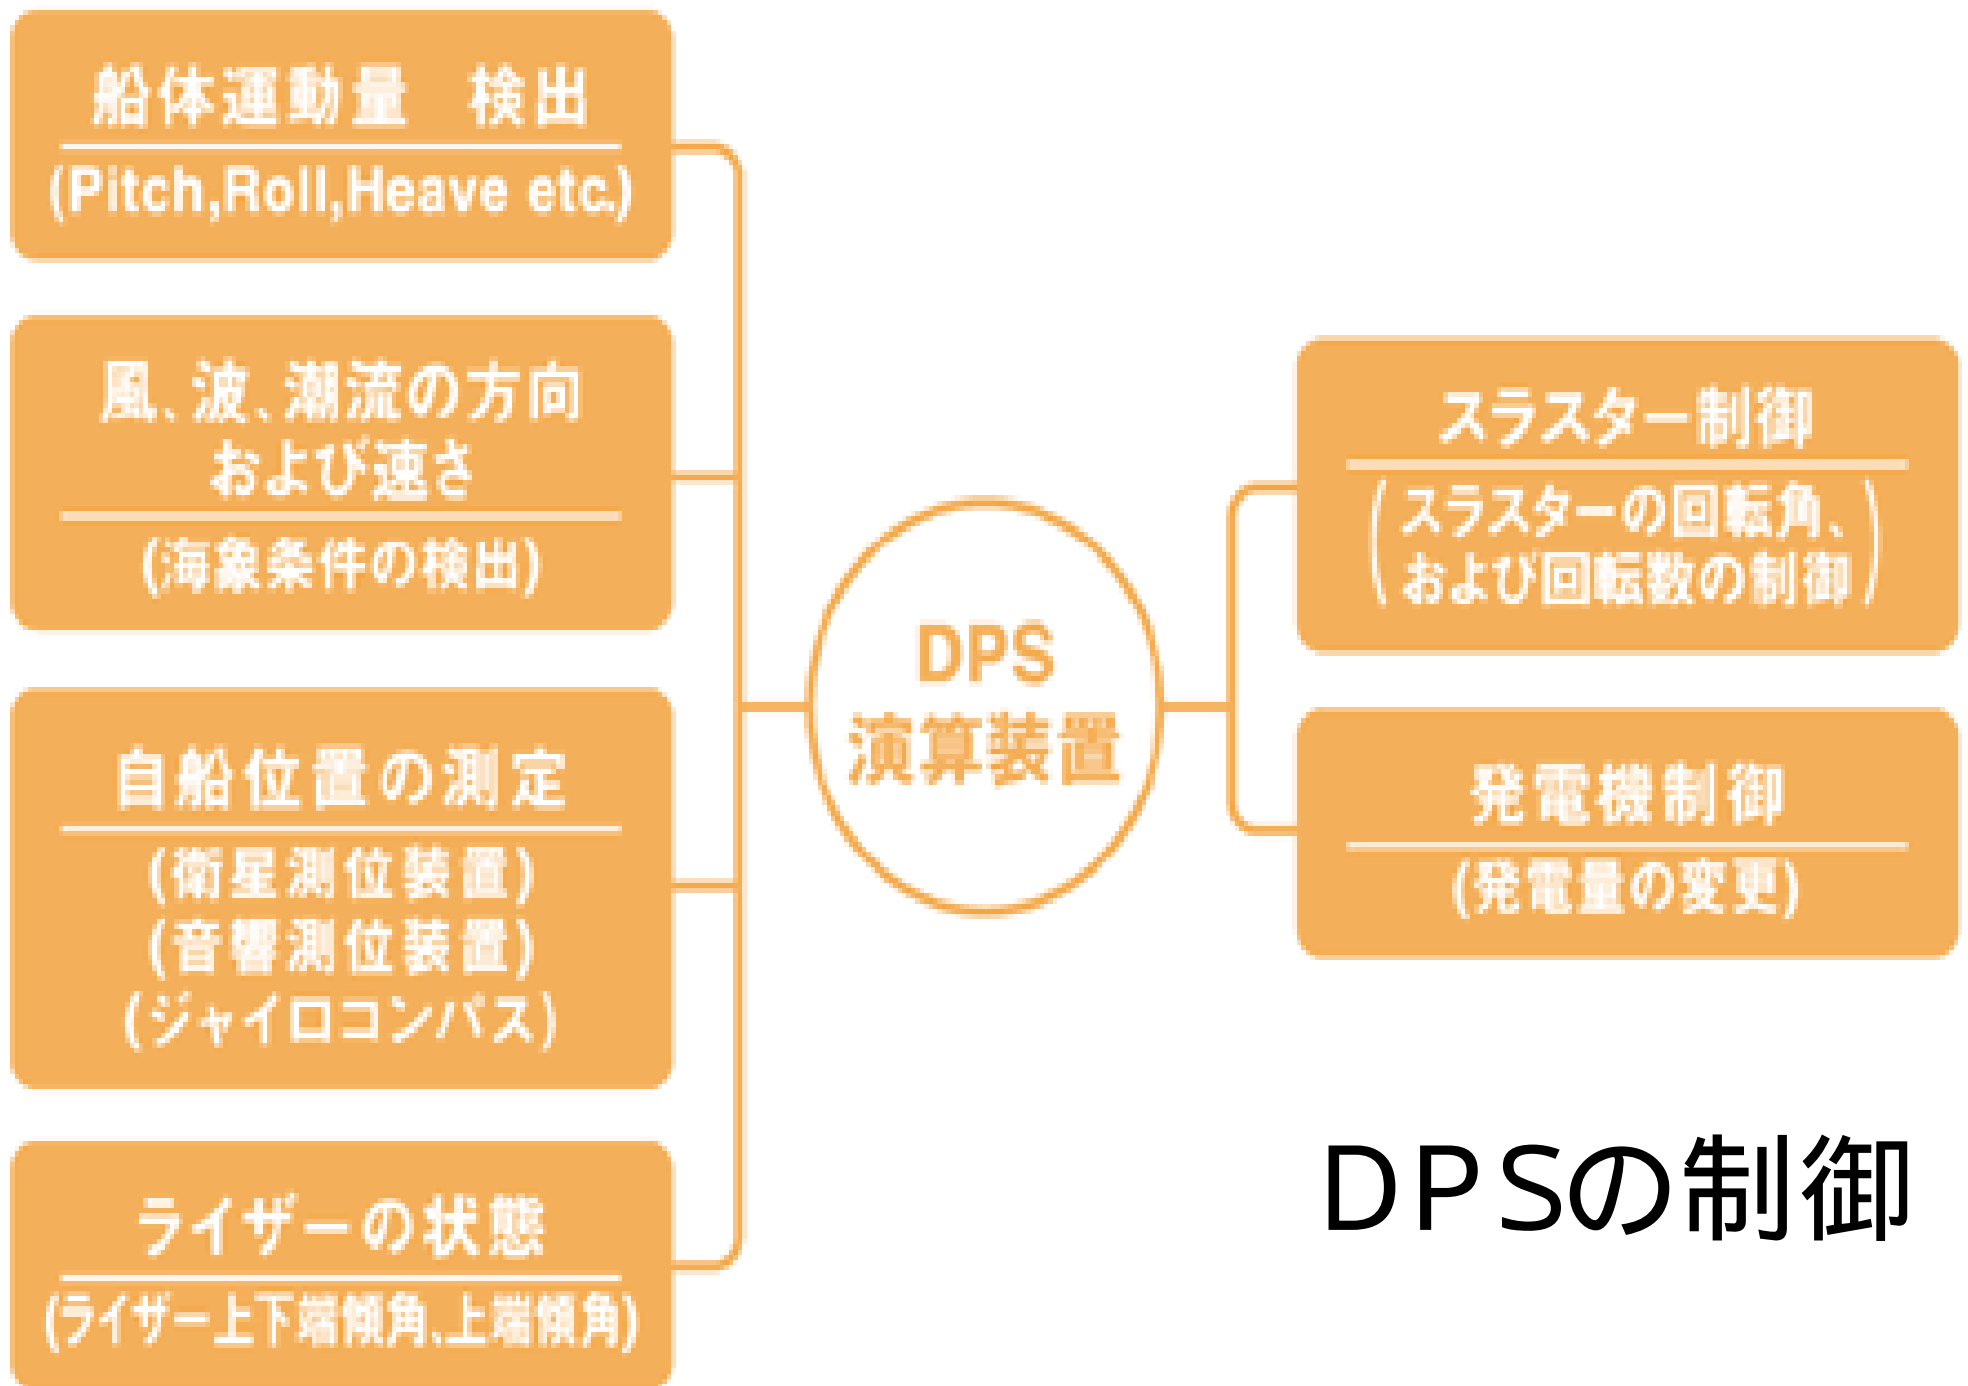 船体運動量　検出
(Pitch,Roll,Heave etc.)
風、波、潮流の方向
および速さ
(海象条件の検出)
自船位置の測定
(衛星測位装置)
(音響測位装置)
(ジャイロコンパス)
ライザーの状態
(ライザー上下端傾角、上端傾角)
DPS
演算装置
スラスター制御
(スラスターの回転角、
および回転数の制御)
発電機制御
(発電量の変更)
DPSの制御